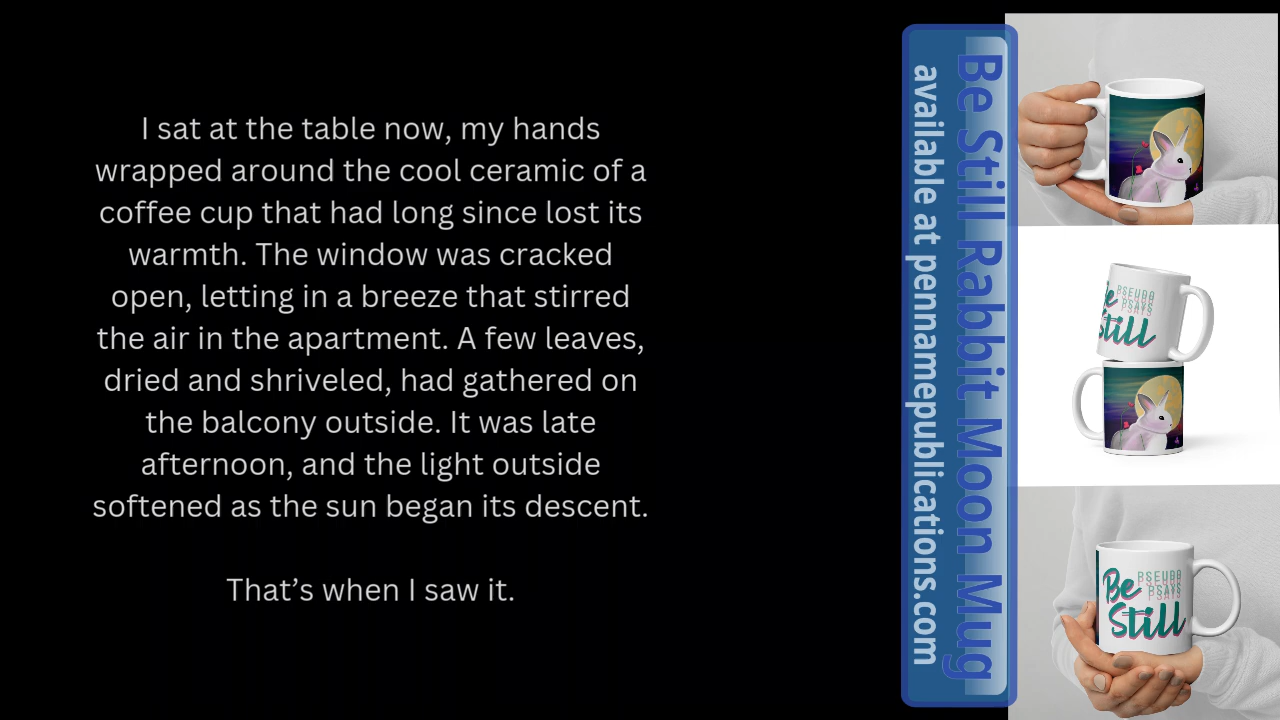 I sat at the table now, my hands
wrapped around the cool ceramic of a
coffee cup that had long since lost its
warmth. The window was cracked
open, letting in a breeze that stirred
the air in the apartment. A few leaves,
dried and shriveled, had gathered on
the balcony outside. It was late
afternoon, and the light outside
softened as the sun began its descent.
That’s when I saw it.
Be Still Rabbit Moon Mug
available at pennamepublications.com
Be PSEUDO
PSAYS
Still
Be PSEUDO
PSAYS
Still